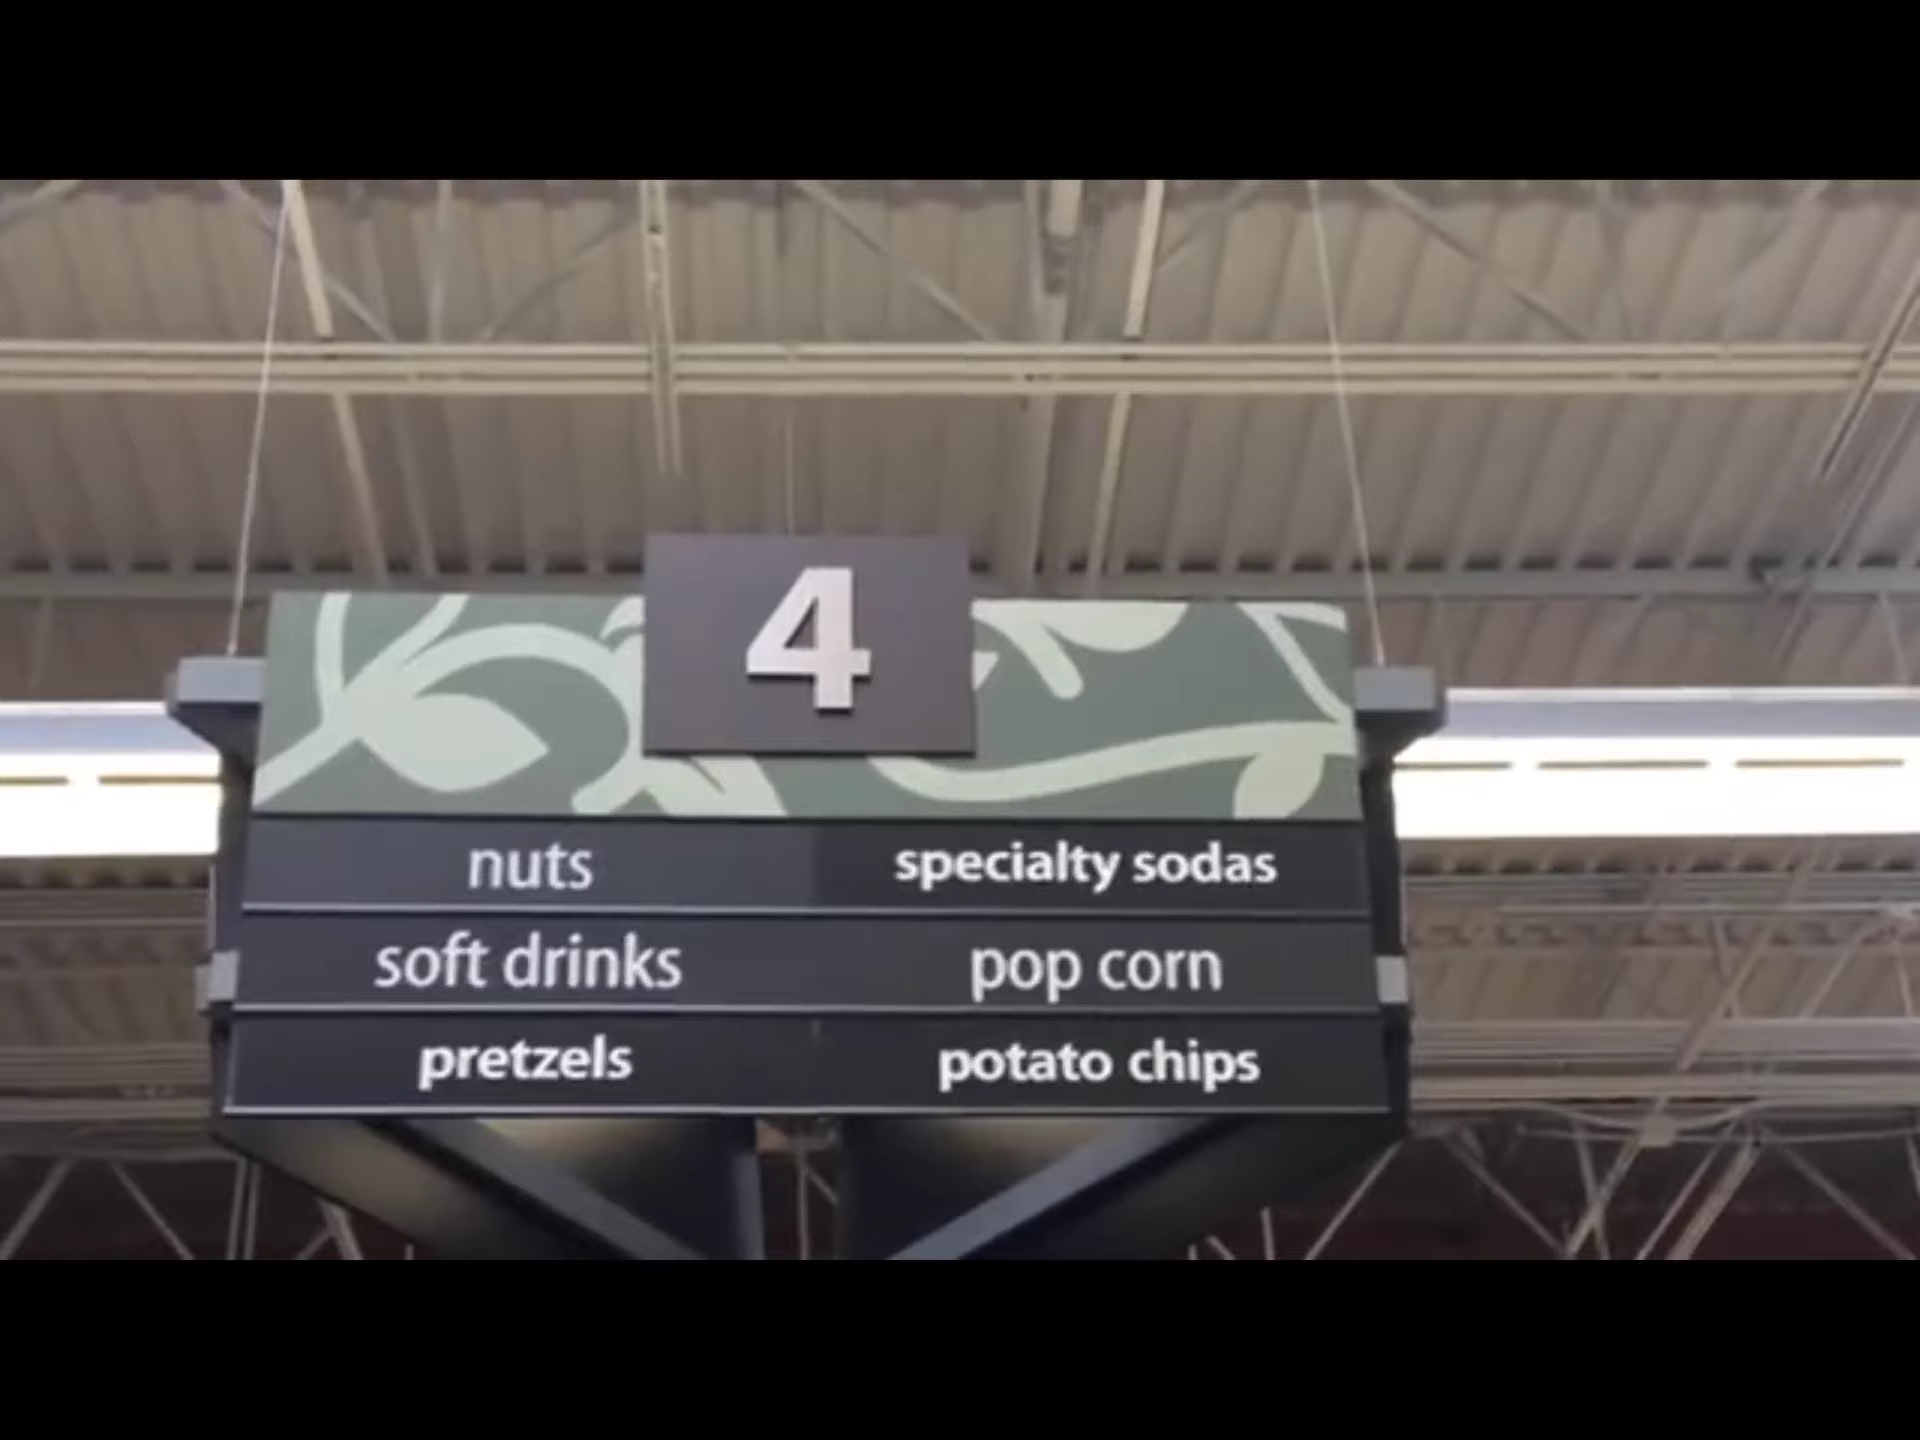 4
nuts specialty sodas
soft drinks pop corn
pretzels potato chips